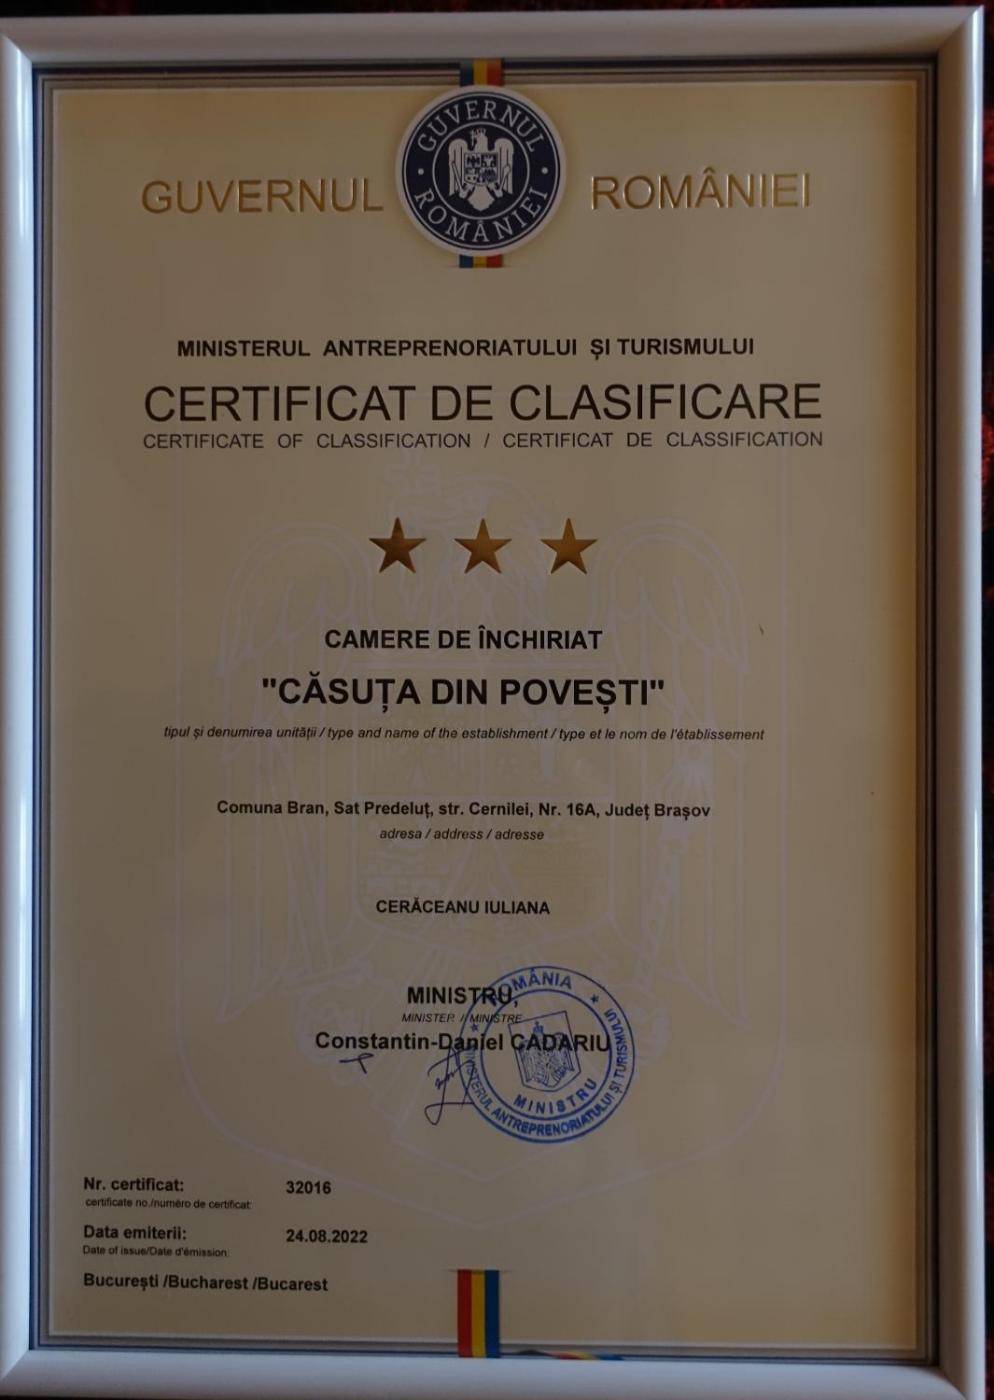 GUVERNUL ROMÂNIEI
GUVERNUL ROMÂNIEI
MINISTERUL ANTREPRENORIATULUI ȘI TURISMULUI
CERTIFICAT DE CLASIFICARE
CERTIFICATE OF CLASSIFICATION / CERTIFICAT DE CLASSIFICATION
CAMERE DE ÎNCHIRIAT
"CĂSUȚA DIN POVEȘTI"
tipul și denumirea unității / type and name of the establishment / type et le nom de l'établissement
Comuna Bran, Sat Predeluț, str. Cernilei, Nr. 16A, Județ Brașov
adresa / address / adresse
CERĂCEANU IULIANA
MINISTRU,
MINISTER / MINISTRE
Constantin-Daniel CADARIU
ROMÂNIA
MINISTERUL ANTREPRENORIATULUI ȘI TURISMULUI
MINISTRU
Nr. certificat: 32016
certificate no./numéro de certificat:
Data emiterii: 24.08.2022
Date of issue/Date d'émission:
București /Bucharest /Bucarest